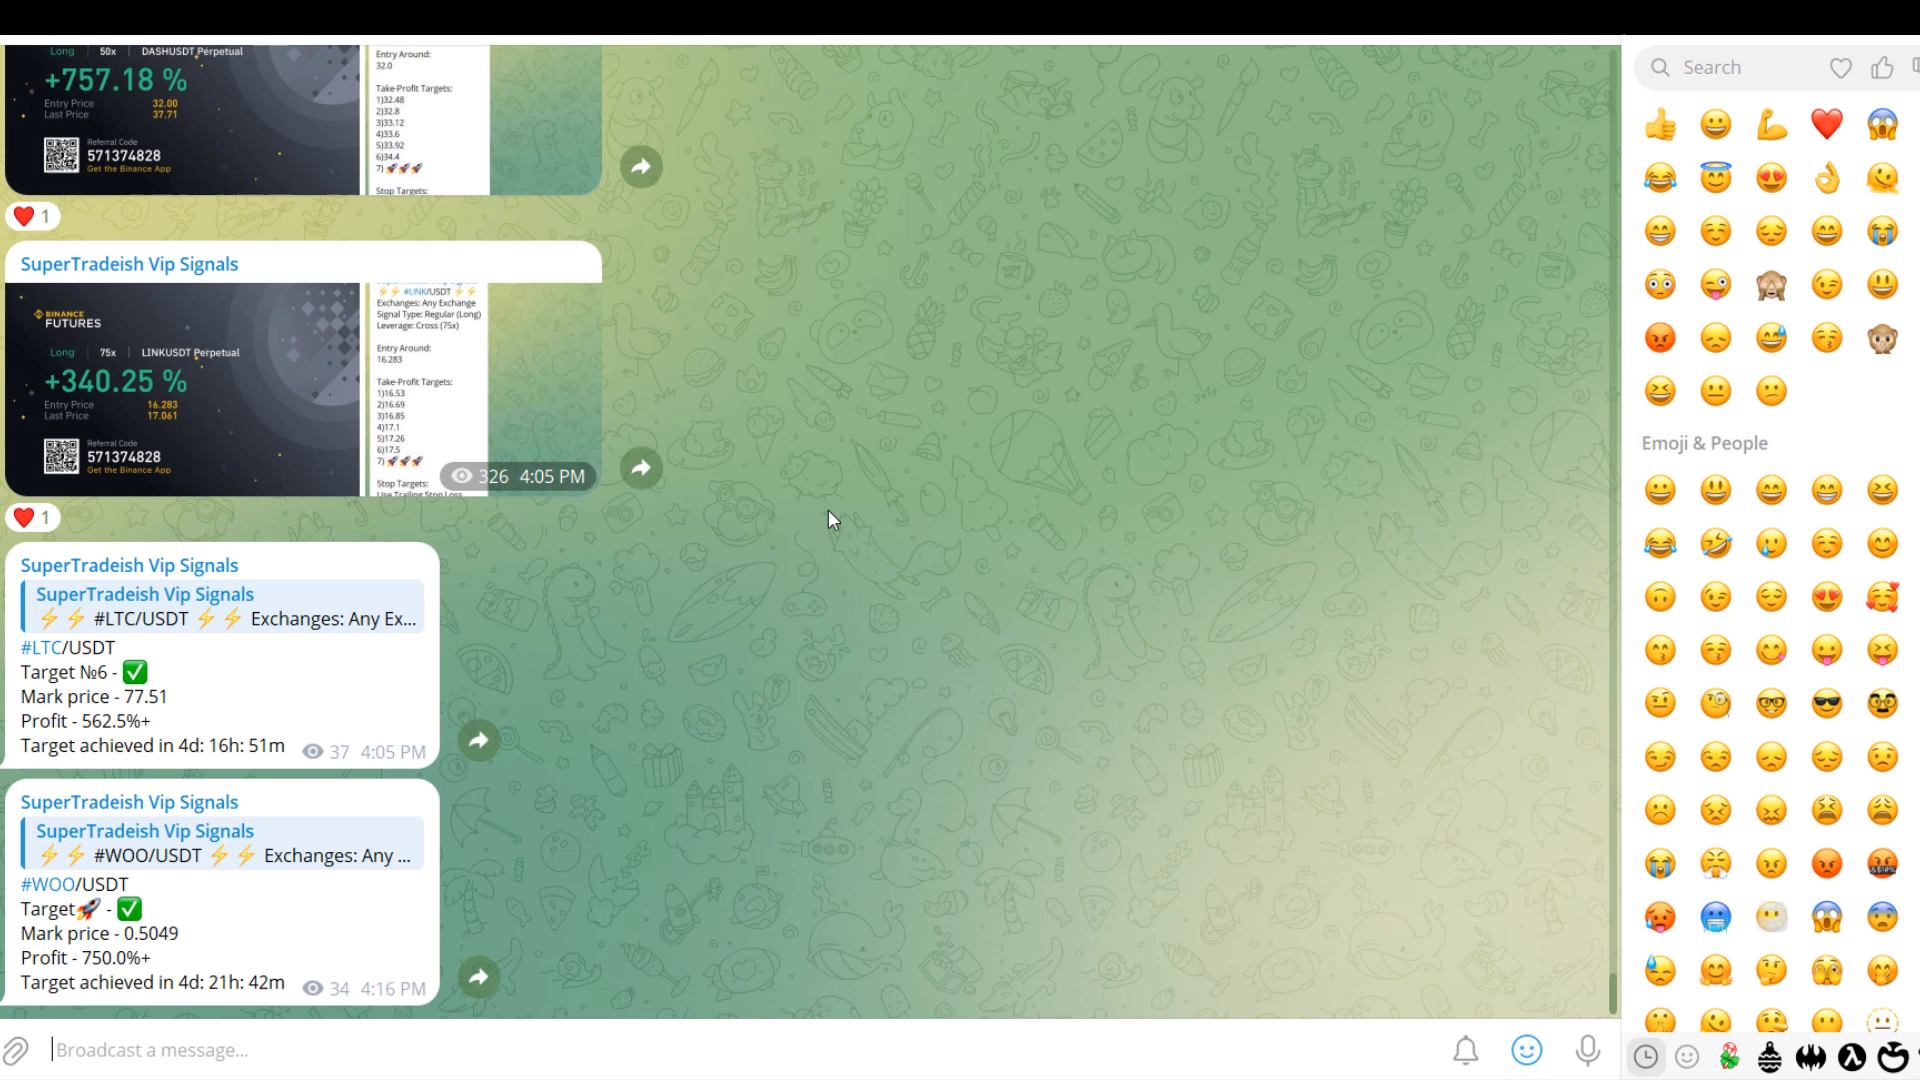 Long | 50x | DASHUSDT Perpetual
+757.18 %
Entry Price 32.00
Last Price 37.71
Referral Code
571374828
Get the Binance App
Entry Around:
32.0
Take-Profit Targets:
1)32.48
2)32.8
3)33.12
4)33.6
5)33.92
6)34.4
7) 🚀🚀🚀
Stop Targets:
❤️ 1
SuperTradeish Vip Signals
BINANCE
FUTURES
Long | 75x | LINKUSDT Perpetual
+340.25 %
Entry Price 16.283
Last Price 17.061
Referral Code
571374828
Get the Binance App
⚡⚡ #LINK/USDT ⚡⚡
Exchanges: Any Exchange
Signal Type: Regular (Long)
Leverage: Cross (75x)
Entry Around:
16.283
Take-Profit Targets:
1)16.53
2)16.69
3)16.85
4)17.1
5)17.26
6)17.5
7) 🚀🚀🚀
Stop Targets:
Use Trailing Stop Loss
326 4:05 PM
❤️ 1
SuperTradeish Vip Signals
SuperTradeish Vip Signals
⚡⚡ #LTC/USDT ⚡⚡ Exchanges: Any Ex...
#LTC/USDT
Target №6 - ✅
Mark price - 77.51
Profit - 562.5%+
Target achieved in 4d: 16h: 51m 37 4:05 PM
SuperTradeish Vip Signals
SuperTradeish Vip Signals
⚡⚡ #WOO/USDT ⚡⚡ Exchanges: Any ...
#WOO/USDT
Target🚀 - ✅
Mark price - 0.5049
Profit - 750.0%+
Target achieved in 4d: 21h: 42m 34 4:16 PM
Broadcast a message...
Search
Emoji & People